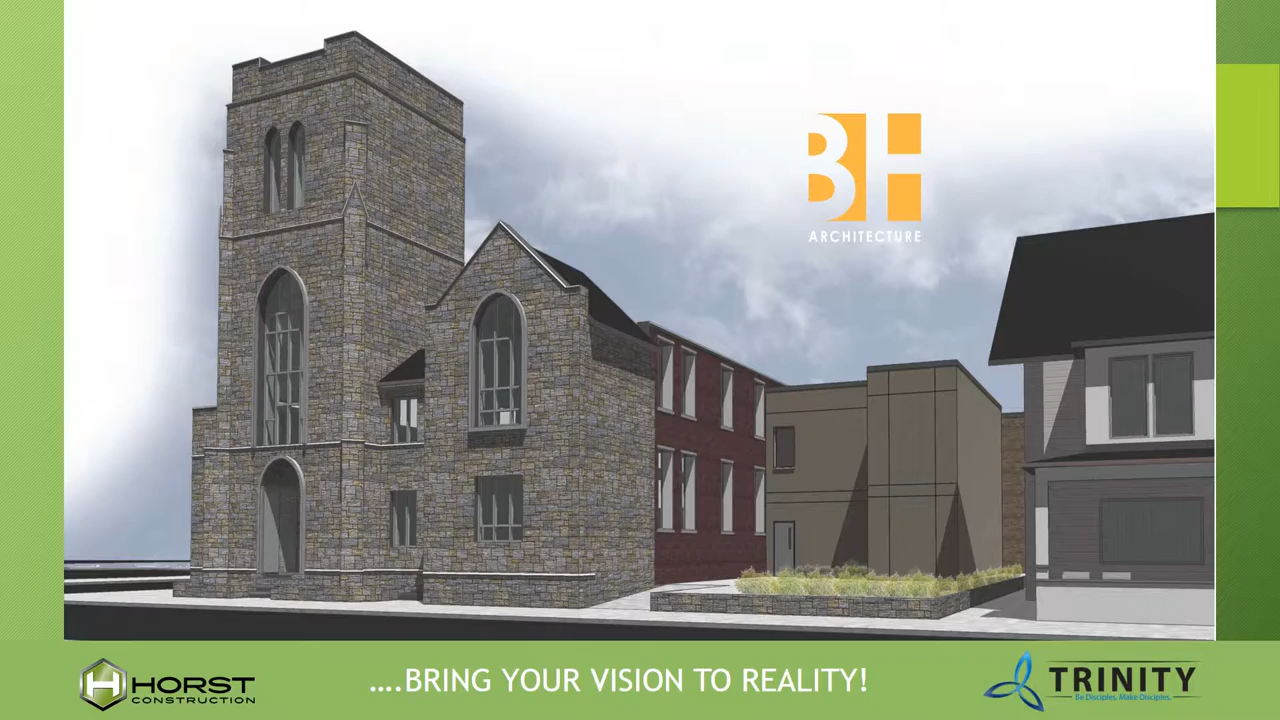 BH
ARCHITECTURE
HORST
CONSTRUCTION
….BRING YOUR VISION TO REALITY!
TRINITY
Be Disciples. Make Disciples.